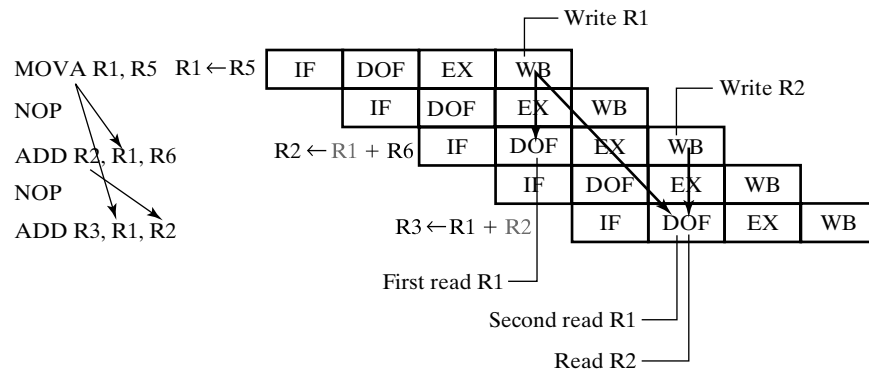 Write R1
MOVA R1, R5 R1 ← R5 IF DOF EX WB
Write R2
NOP IF DOF EX WB
ADD R2, R1, R6 R2 ← R1 + R6 IF DOF EX WB
NOP IF DOF EX WB
ADD R3, R1, R2 R3 ← R1 + R2 IF DOF EX WB
First read R1
Second read R1
Read R2